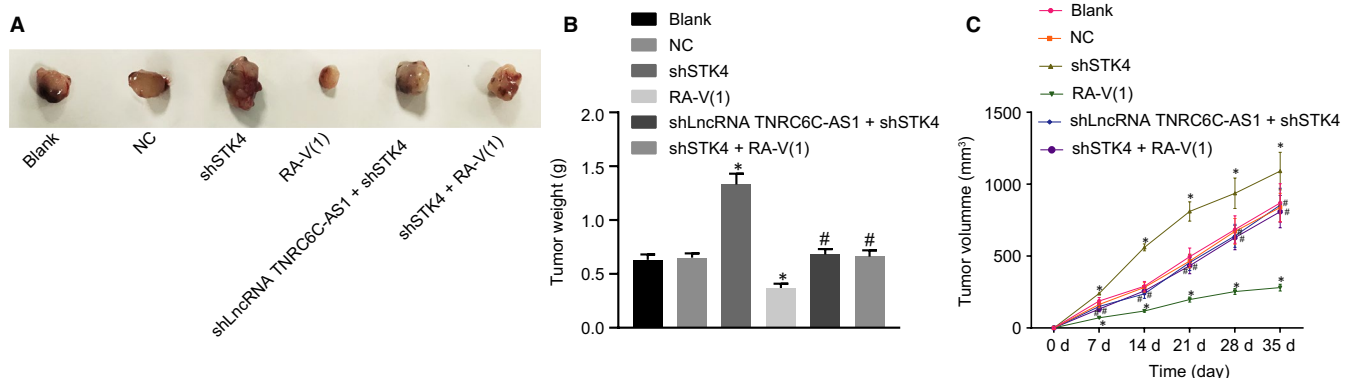 A
Blank
NC
shSTK4
RA-V(1)
shLncRNA TNRC6C-AS1 + shSTK4
shSTK4 + RA-V(1)
B
Blank
NC
shSTK4
RA-V(1)
shLncRNA TNRC6C-AS1 + shSTK4
shSTK4 + RA-V(1)
Tumor weight (g)
2.0
1.5
1.0
0.5
0.0
*
*
#
#
C
Blank
NC
shSTK4
RA-V(1)
shLncRNA TNRC6C-AS1 + shSTK4
shSTK4 + RA-V(1)
Tumor volumme (mm³)
1500
1000
500
0
* * * * *
# # # # # # # # # #
* * * * *
0 d 7 d 14 d 21 d 28 d 35 d
Time (day)